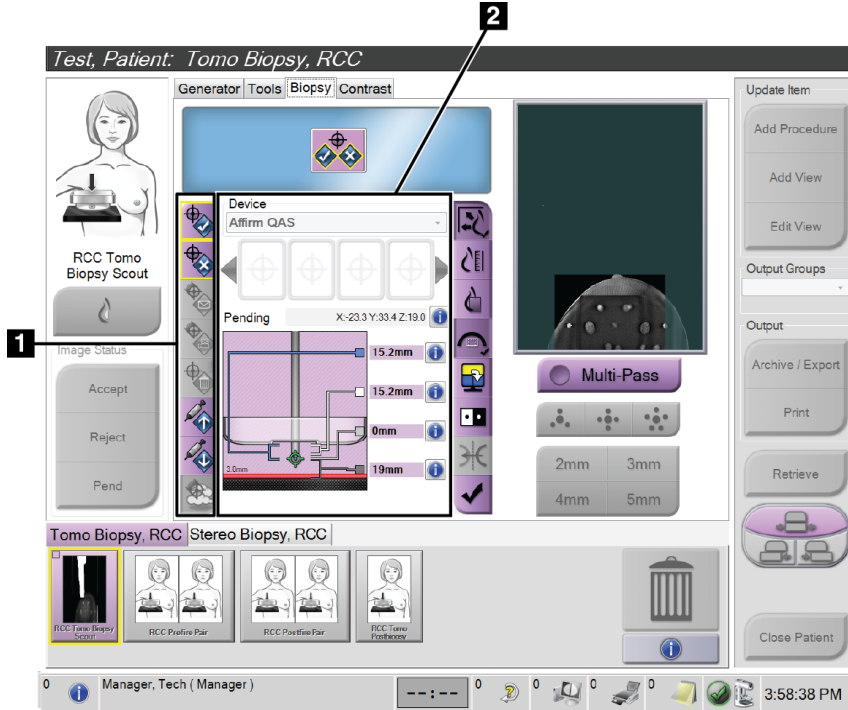 2
Test, Patient: Tomo Biopsy, RCC
Generator Tools Biopsy Contrast
Update Item
Add Procedure
Add View
Edit View
Device
Affirm QAS
RCC Tomo
Biopsy Scout
Output Groups
Pending X:-23.3 Y:33.4 Z:19.0
1
Image Status
Output
15.2mm
Archive / Export
Multi-Pass
Accept
15.2mm
Print
Reject
0mm
2mm 3mm
3.0mm
19mm
Retrieve
Pend
4mm 5mm
Tomo Biopsy, RCC Stereo Biopsy, RCC
RCC Tomo Biopsy
Scout
RCC Prefire Pair
RCC Postfire Pair
RCC Tomo
Postbiopsy
Close Patient
0 Manager, Tech ( Manager ) --:-- 0 0 0 0 3:58:38 PM